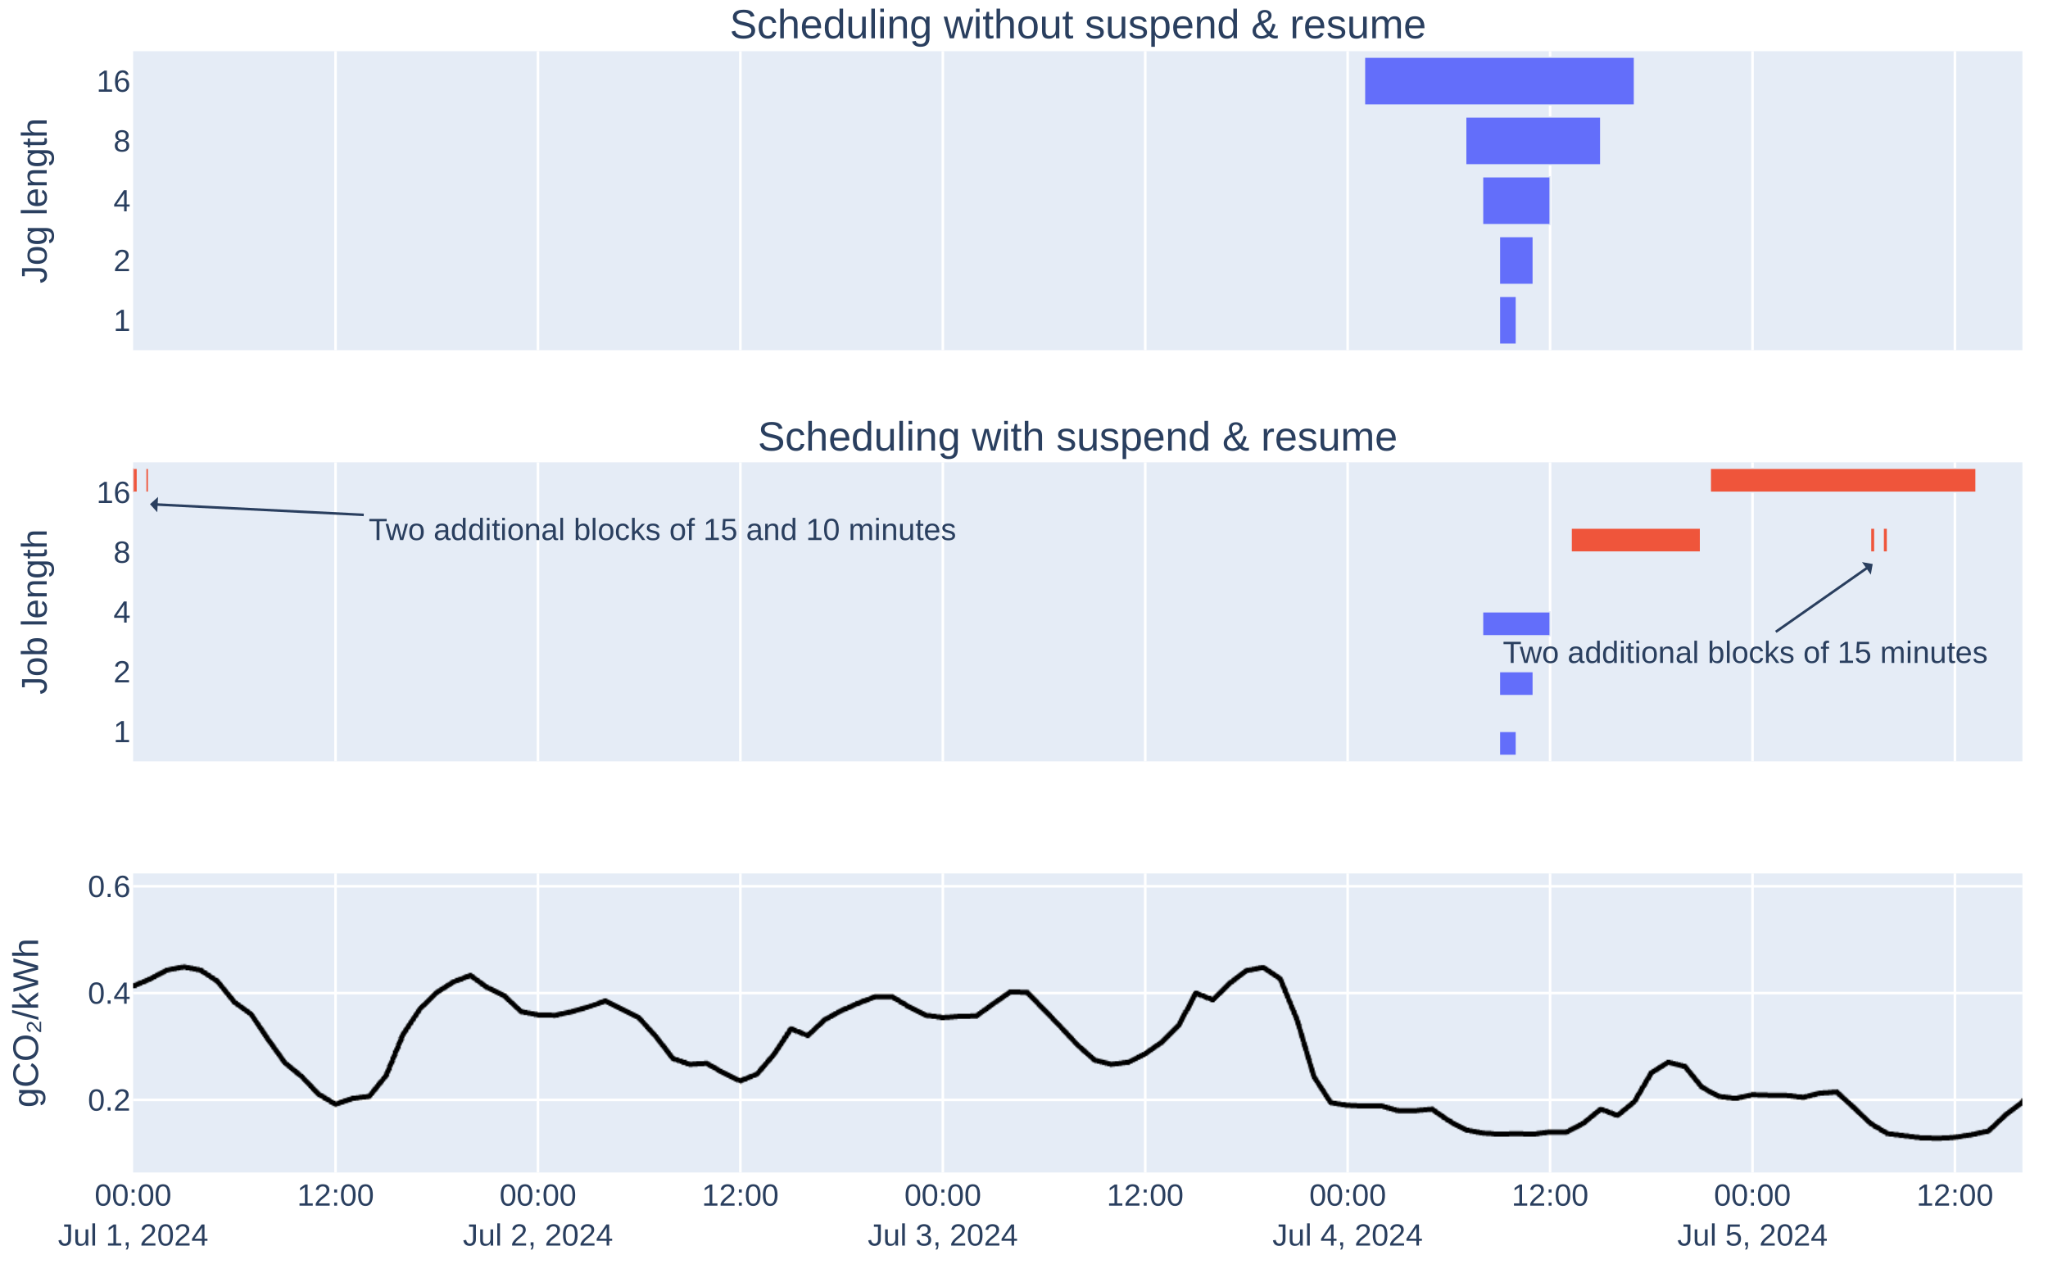 Scheduling without suspend & resume
Jog length
16
8
4
2
1
Scheduling with suspend & resume
Job length
16
8
4
2
1
Two additional blocks of 15 and 10 minutes
Two additional blocks of 15 minutes
gCO₂/kWh
0.6
0.4
0.2
00:00 12:00 00:00 12:00 00:00 12:00 00:00 12:00 00:00 12:00
Jul 1, 2024 Jul 2, 2024 Jul 3, 2024 Jul 4, 2024 Jul 5, 2024